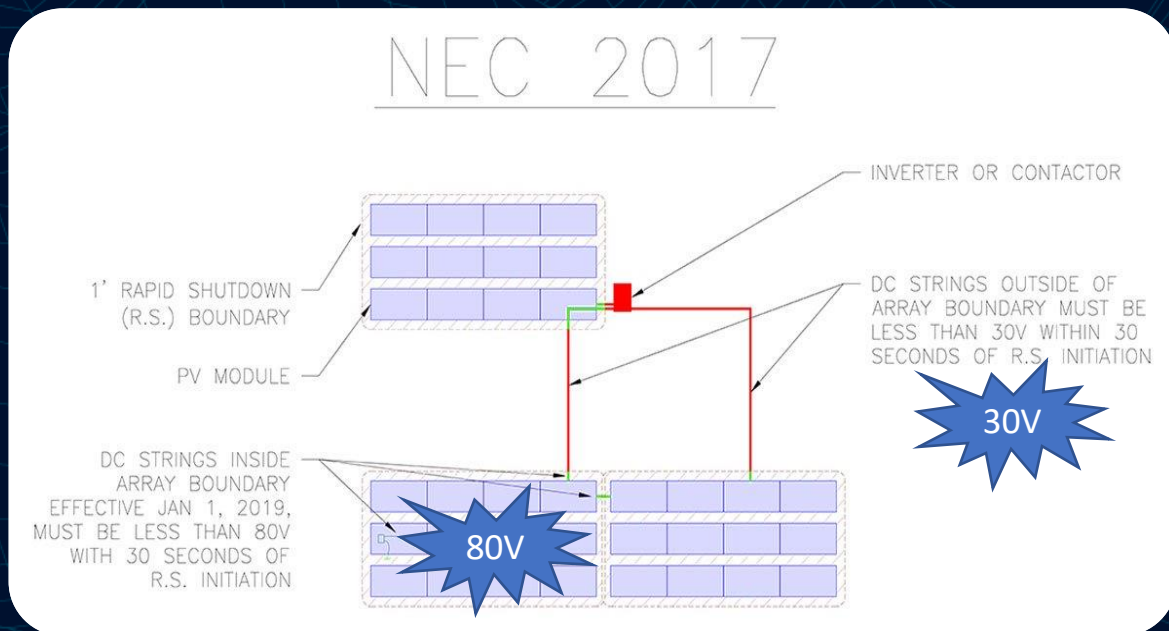 NEC 2017
INVERTER OR CONTACTOR
1' RAPID SHUTDOWN
(R.S.) BOUNDARY
PV MODULE
DC STRINGS OUTSIDE OF
ARRAY BOUNDARY MUST BE
LESS THAN 30V WITHIN 30
SECONDS OF R.S. INITIATION
30V
DC STRINGS INSIDE
ARRAY BOUNDARY
EFFECTIVE JAN 1, 2019,
MUST BE LESS THAN 80V
WITH 30 SECONDS OF
R.S. INITIATION
80V